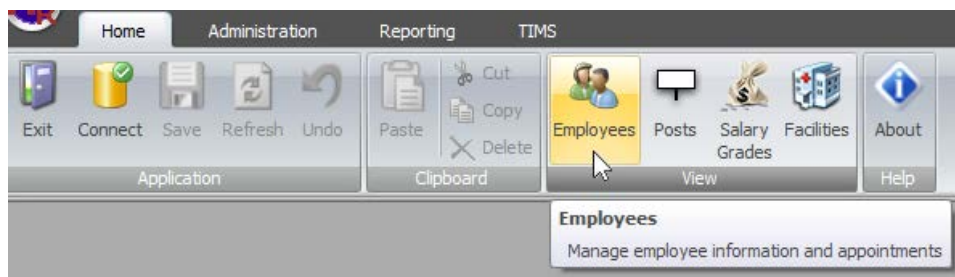 Home Administration Reporting TIMS
Exit Connect Save Refresh Undo
Application
Paste
Cut
Copy
Delete
Clipboard
Employees Posts Salary Grades Facilities
View
About
Help
Employees
Manage employee information and appointments